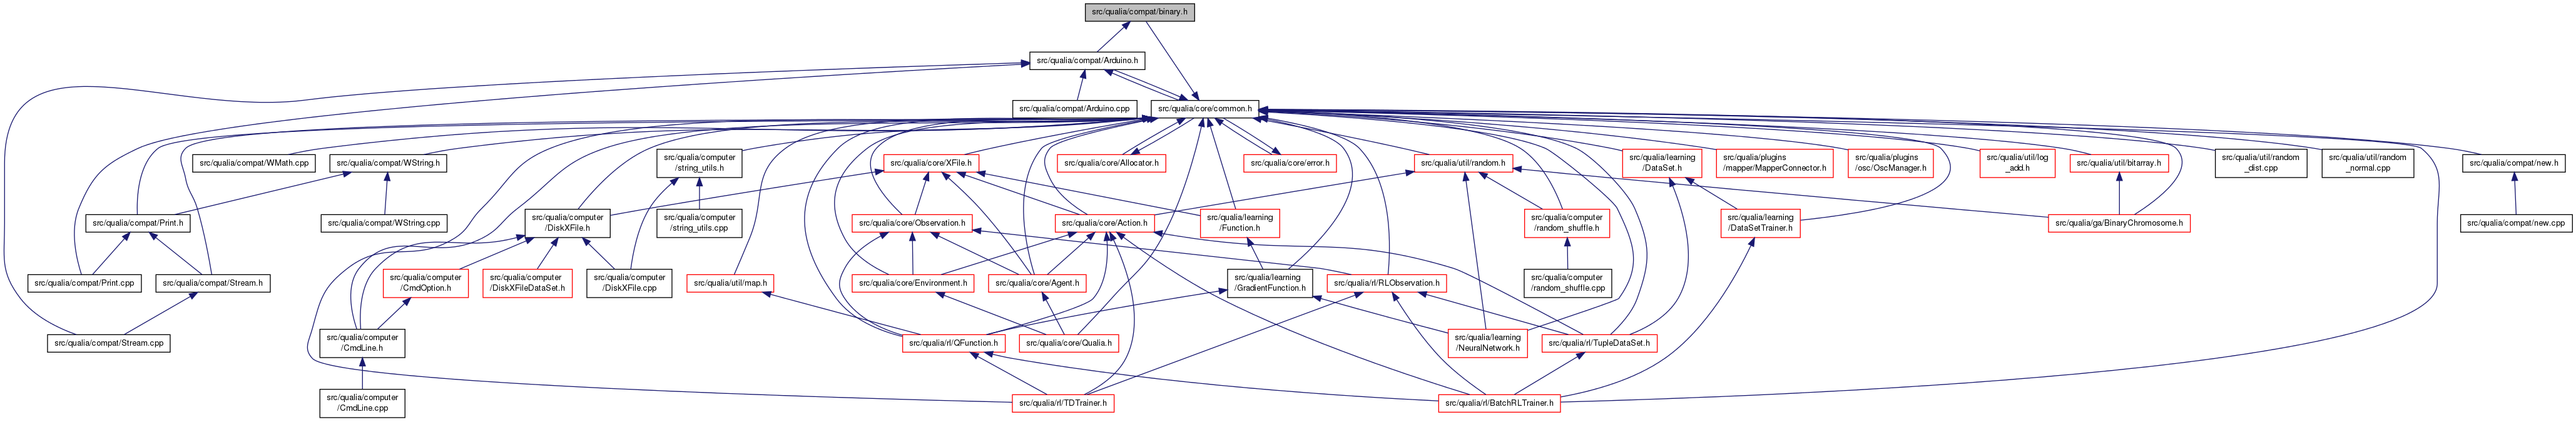 src/qualia/compat/binary.h
src/qualia/compat/Arduino.h
src/qualia/compat/Arduino.cpp
src/qualia/core/common.h
src/qualia/compat/WMath.cpp
src/qualia/compat/WString.h
src/qualia/computer
/string_utils.h
src/qualia/core/XFile.h
src/qualia/core/Allocator.h
src/qualia/core/error.h
src/qualia/util/random.h
src/qualia/learning
/DataSet.h
src/qualia/plugins
/mapper/MapperConnector.h
src/qualia/plugins
/osc/OscManager.h
src/qualia/util/log
_add.h
src/qualia/util/bitarray.h
src/qualia/util/random
_dist.cpp
src/qualia/util/random
_normal.cpp
src/qualia/compat/new.h
src/qualia/compat/Print.h
src/qualia/compat/WString.cpp
src/qualia/computer
/DiskXFile.h
src/qualia/computer
/string_utils.cpp
src/qualia/core/Observation.h
src/qualia/core/Action.h
src/qualia/learning
/Function.h
src/qualia/computer
/random_shuffle.h
src/qualia/learning
/DataSetTrainer.h
src/qualia/ga/BinaryChromosome.h
src/qualia/compat/new.cpp
src/qualia/compat/Print.cpp
src/qualia/compat/Stream.h
src/qualia/computer
/CmdOption.h
src/qualia/computer
/DiskXFileDataSet.h
src/qualia/computer
/DiskXFile.cpp
src/qualia/util/map.h
src/qualia/core/Environment.h
src/qualia/core/Agent.h
src/qualia/learning
/GradientFunction.h
src/qualia/rl/RLObservation.h
src/qualia/computer
/random_shuffle.cpp
src/qualia/compat/Stream.cpp
src/qualia/computer
/CmdLine.h
src/qualia/rl/QFunction.h
src/qualia/core/Qualia.h
src/qualia/learning
/NeuralNetwork.h
src/qualia/rl/TupleDataSet.h
src/qualia/computer
/CmdLine.cpp
src/qualia/rl/TDTrainer.h
src/qualia/rl/BatchRLTrainer.h